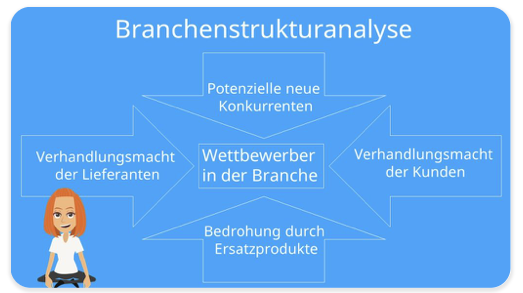 Branchenstrukturanalyse
Potenzielle neue
Konkurrenten
Verhandlungsmacht
der Lieferanten
Wettbewerber
in der Branche
Verhandlungsmacht
der Kunden
Bedrohung durch
Ersatzprodukte